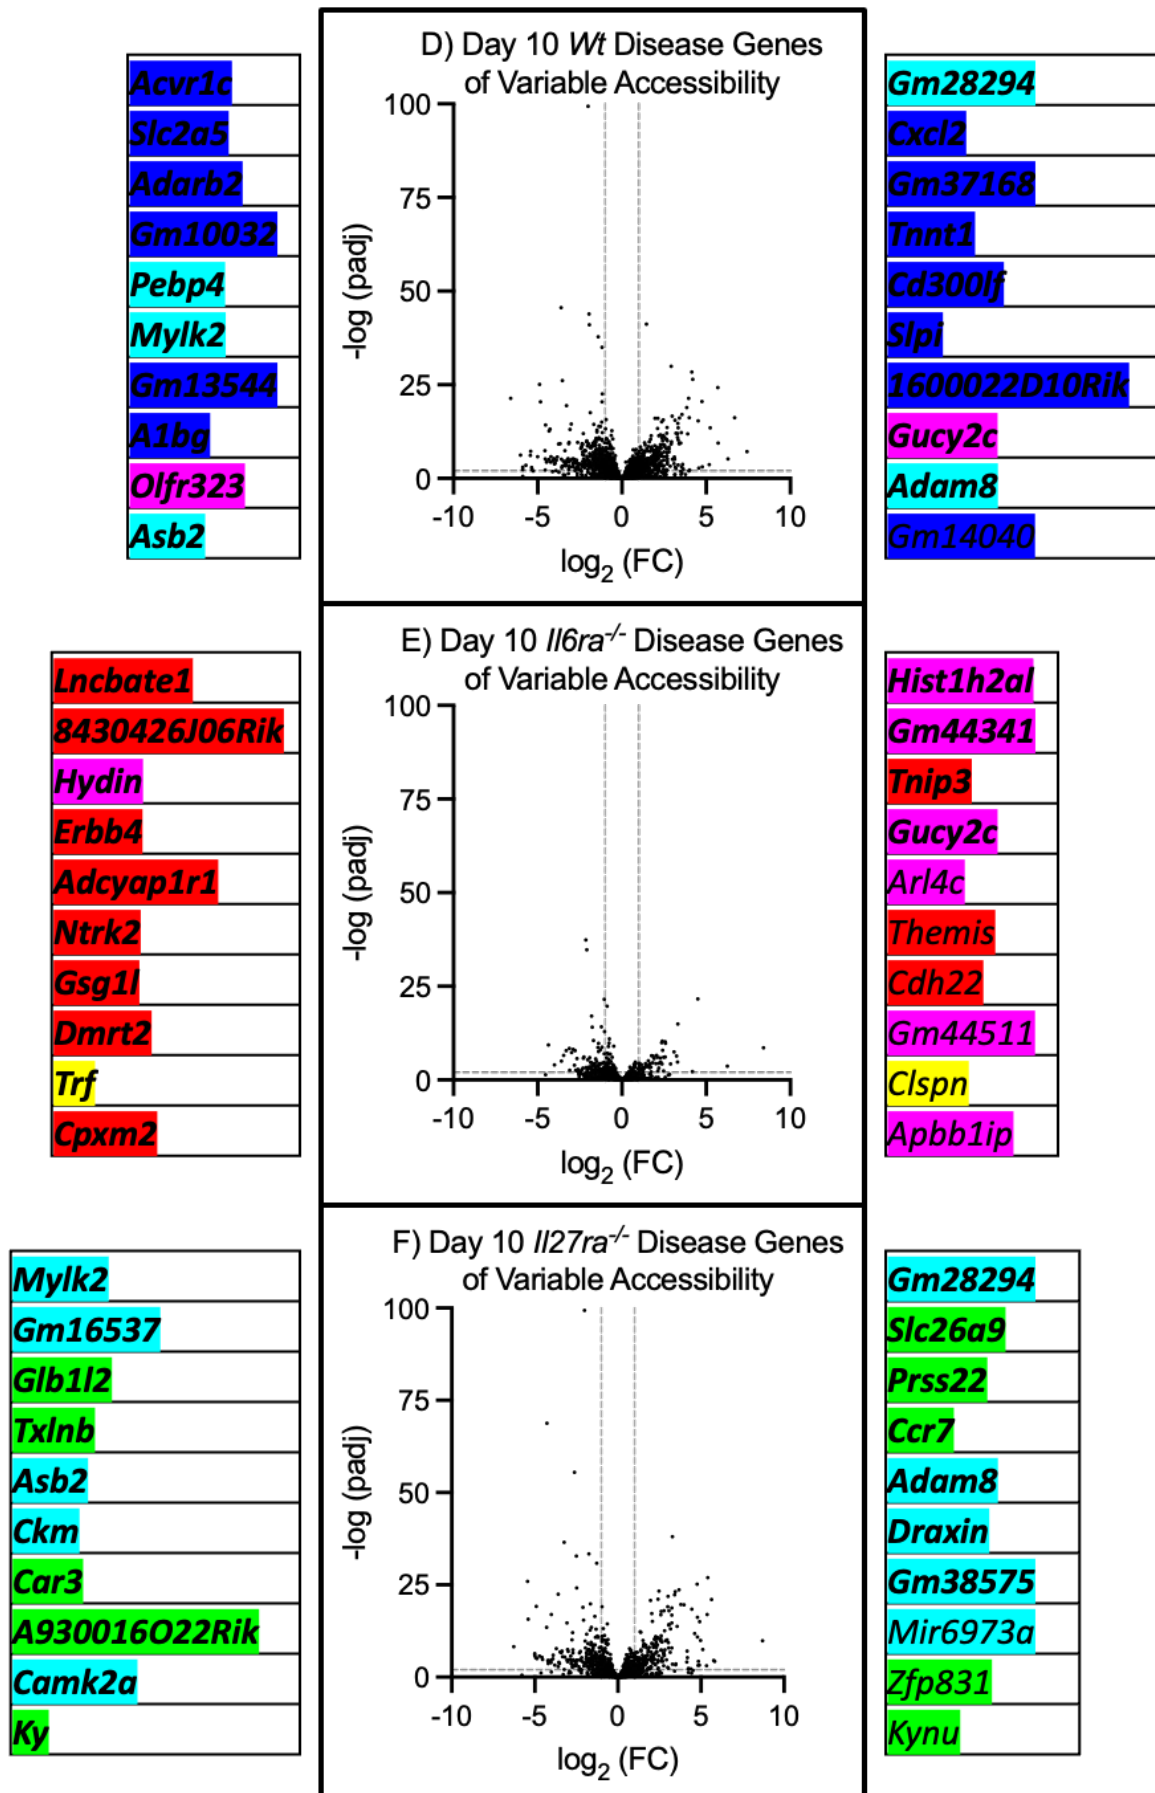 Acvr1c
Slc2a5
Adarb2
Gm10032
Pebp4
Mylk2
Gm13544
A1bg
Olfr323
Asb2
D) Day 10 Wt Disease Genes
of Variable Accessibility
100
75
50
25
0
-log (padj)
-10 -5 0 5 10
log2 (FC)
Gm28294
Cxcl2
Gm37168
Tnnt1
Cd300lf
Slpi
1600022D10Rik
Gucy2c
Adam8
Gm14040
Lncbate1
8430426J06Rik
Hydin
Erbb4
Adcyap1r1
Ntrk2
Gsg1l
Dmrt2
Trf
Cpxm2
E) Day 10 Il6ra-/- Disease Genes
of Variable Accessibility
100
75
50
25
0
-log (padj)
-10 -5 0 5 10
log2 (FC)
Hist1h2al
Gm44341
Tnip3
Gucy2c
Arl4c
Themis
Cdh22
Gm44511
Clspn
Apbb1ip
Mylk2
Gm16537
Glb1l2
Txlnb
Asb2
Ckm
Car3
A930016O22Rik
Camk2a
Ky
F) Day 10 Il27ra-/- Disease Genes
of Variable Accessibility
100
75
50
25
0
-log (padj)
-10 -5 0 5 10
log2 (FC)
Gm28294
Slc26a9
Prss22
Ccr7
Adam8
Draxin
Gm38575
Mir6973a
Zfp831
Kynu